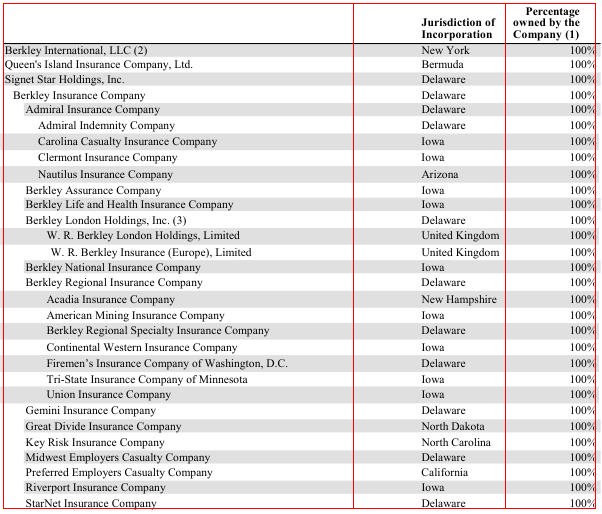 Jurisdiction of Incorporation Percentage owned by the Company (1)
Berkley International, LLC (2) New York 100%
Queen's Island Insurance Company, Ltd. Bermuda 100%
Signet Star Holdings, Inc. Delaware 100%
Berkley Insurance Company Delaware 100%
Admiral Insurance Company Delaware 100%
Admiral Indemnity Company Delaware 100%
Carolina Casualty Insurance Company Iowa 100%
Clermont Insurance Company Iowa 100%
Nautilus Insurance Company Arizona 100%
Berkley Assurance Company Iowa 100%
Berkley Life and Health Insurance Company Iowa 100%
Berkley London Holdings, Inc. (3) Delaware 100%
W. R. Berkley London Holdings, Limited United Kingdom 100%
W. R. Berkley Insurance (Europe), Limited United Kingdom 100%
Berkley National Insurance Company Iowa 100%
Berkley Regional Insurance Company Delaware 100%
Acadia Insurance Company New Hampshire 100%
American Mining Insurance Company Iowa 100%
Berkley Regional Specialty Insurance Company Delaware 100%
Continental Western Insurance Company Iowa 100%
Firemen’s Insurance Company of Washington, D.C. Delaware 100%
Tri-State Insurance Company of Minnesota Iowa 100%
Union Insurance Company Iowa 100%
Gemini Insurance Company Delaware 100%
Great Divide Insurance Company North Dakota 100%
Key Risk Insurance Company North Carolina 100%
Midwest Employers Casualty Company Delaware 100%
Preferred Employers Casualty Company California 100%
Riverport Insurance Company Iowa 100%
StarNet Insurance Company Delaware 100%